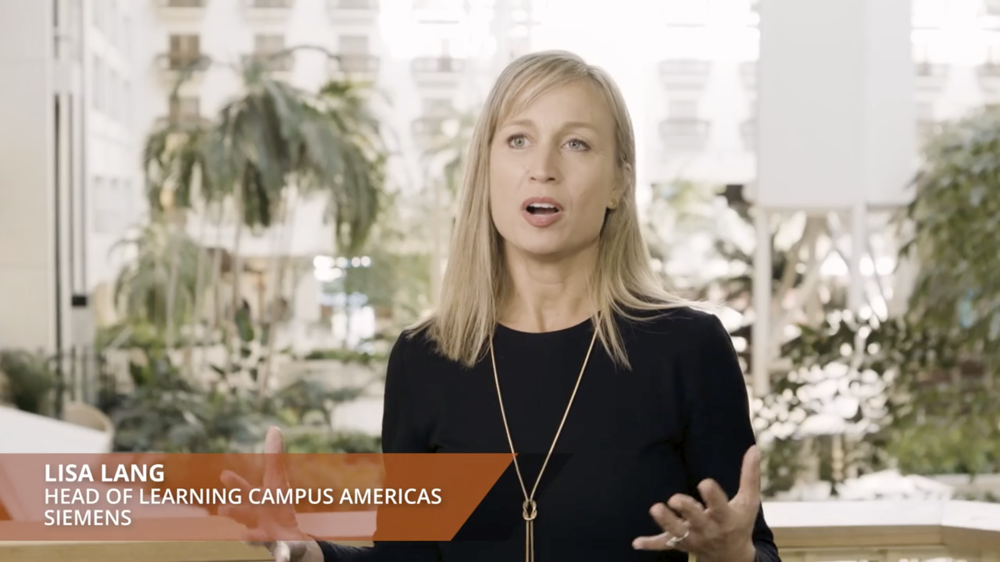 LISA LANG
HEAD OF LEARNING CAMPUS AMERICAS
SIEMENS